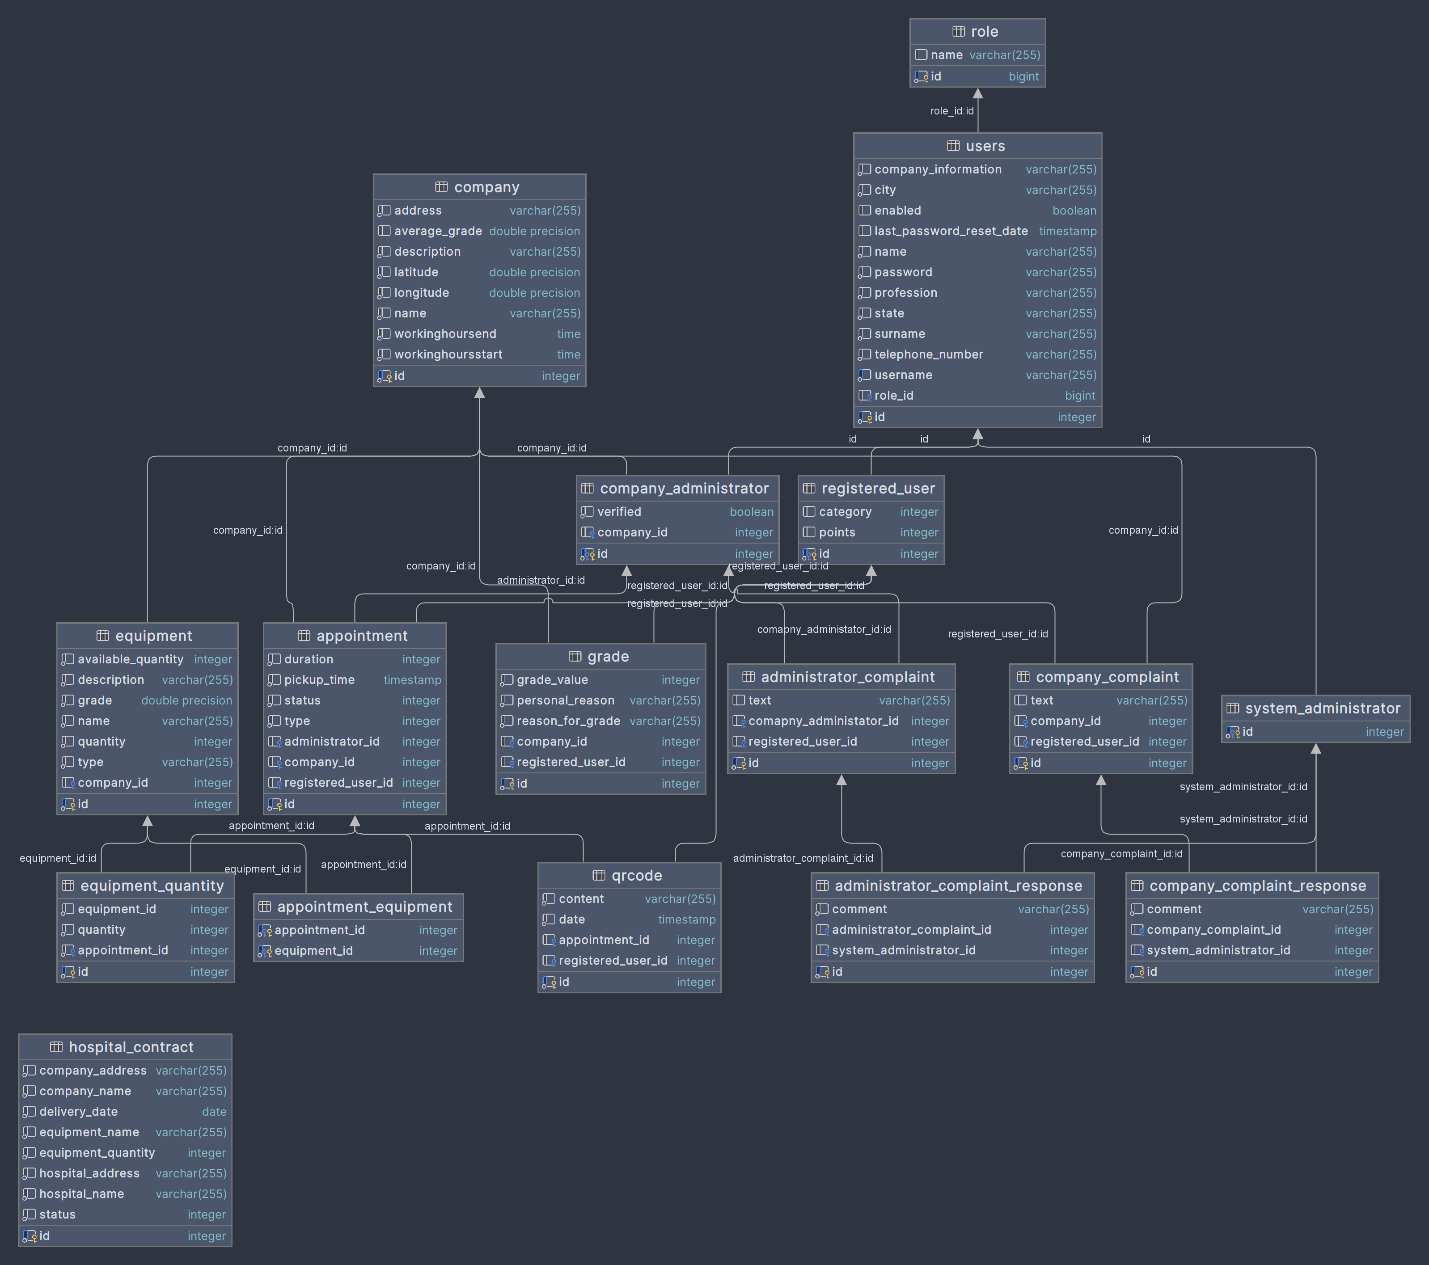 role
name varchar(255)
id bigint
role_id:id
users
company_information varchar(255)
city varchar(255)
enabled boolean
last_password_reset_date timestamp
name varchar(255)
password varchar(255)
profession varchar(255)
state varchar(255)
surname varchar(255)
telephone_number varchar(255)
username varchar(255)
role_id bigint
id integer
company
address varchar(255)
average_grade double precision
description varchar(255)
latitude double precision
longitude double precision
name varchar(255)
workinghoursend time
workinghoursstart time
id integer
id
id
id
company_id:id
company_id:id
company_id:id
company_id:id
company_id:id
company_administrator
verified boolean
company_id integer
id integer
registered_user
category integer
points integer
id integer
administrator_id:id
registered_user_id:id
registered_user_id:id
registered_user_id:id
registered_user_id:id
comapny_administator_id:id
registered_user_id:id
equipment
available_quantity integer
description varchar(255)
grade double precision
name varchar(255)
quantity integer
type varchar(255)
company_id integer
id integer
appointment
duration integer
pickup_time timestamp
status integer
type integer
administrator_id integer
company_id integer
registered_user_id integer
id integer
grade
grade_value integer
personal_reason varchar(255)
reason_for_grade varchar(255)
company_id integer
registered_user_id integer
id integer
administrator_complaint
text varchar(255)
comapny_administator_id integer
registered_user_id integer
id integer
company_complaint
text varchar(255)
company_id integer
registered_user_id integer
id integer
system_administrator
id integer
system_administrator_id:id
system_administrator_id:id
appointment_id:id
appointment_id:id
equipment_id:id
equipment_id:id
appointment_id:id
administrator_complaint_id:id
company_complaint_id:id
equipment_quantity
equipment_id integer
quantity integer
appointment_id integer
id integer
appointment_equipment
appointment_id integer
equipment_id integer
qrcode
content varchar(255)
date timestamp
appointment_id integer
registered_user_id integer
id integer
administrator_complaint_response
comment varchar(255)
administrator_complaint_id integer
system_administrator_id integer
id integer
company_complaint_response
comment varchar(255)
company_complaint_id integer
system_administrator_id integer
id integer
hospital_contract
company_address varchar(255)
company_name varchar(255)
delivery_date date
equipment_name varchar(255)
equipment_quantity integer
hospital_address varchar(255)
hospital_name varchar(255)
status integer
id integer